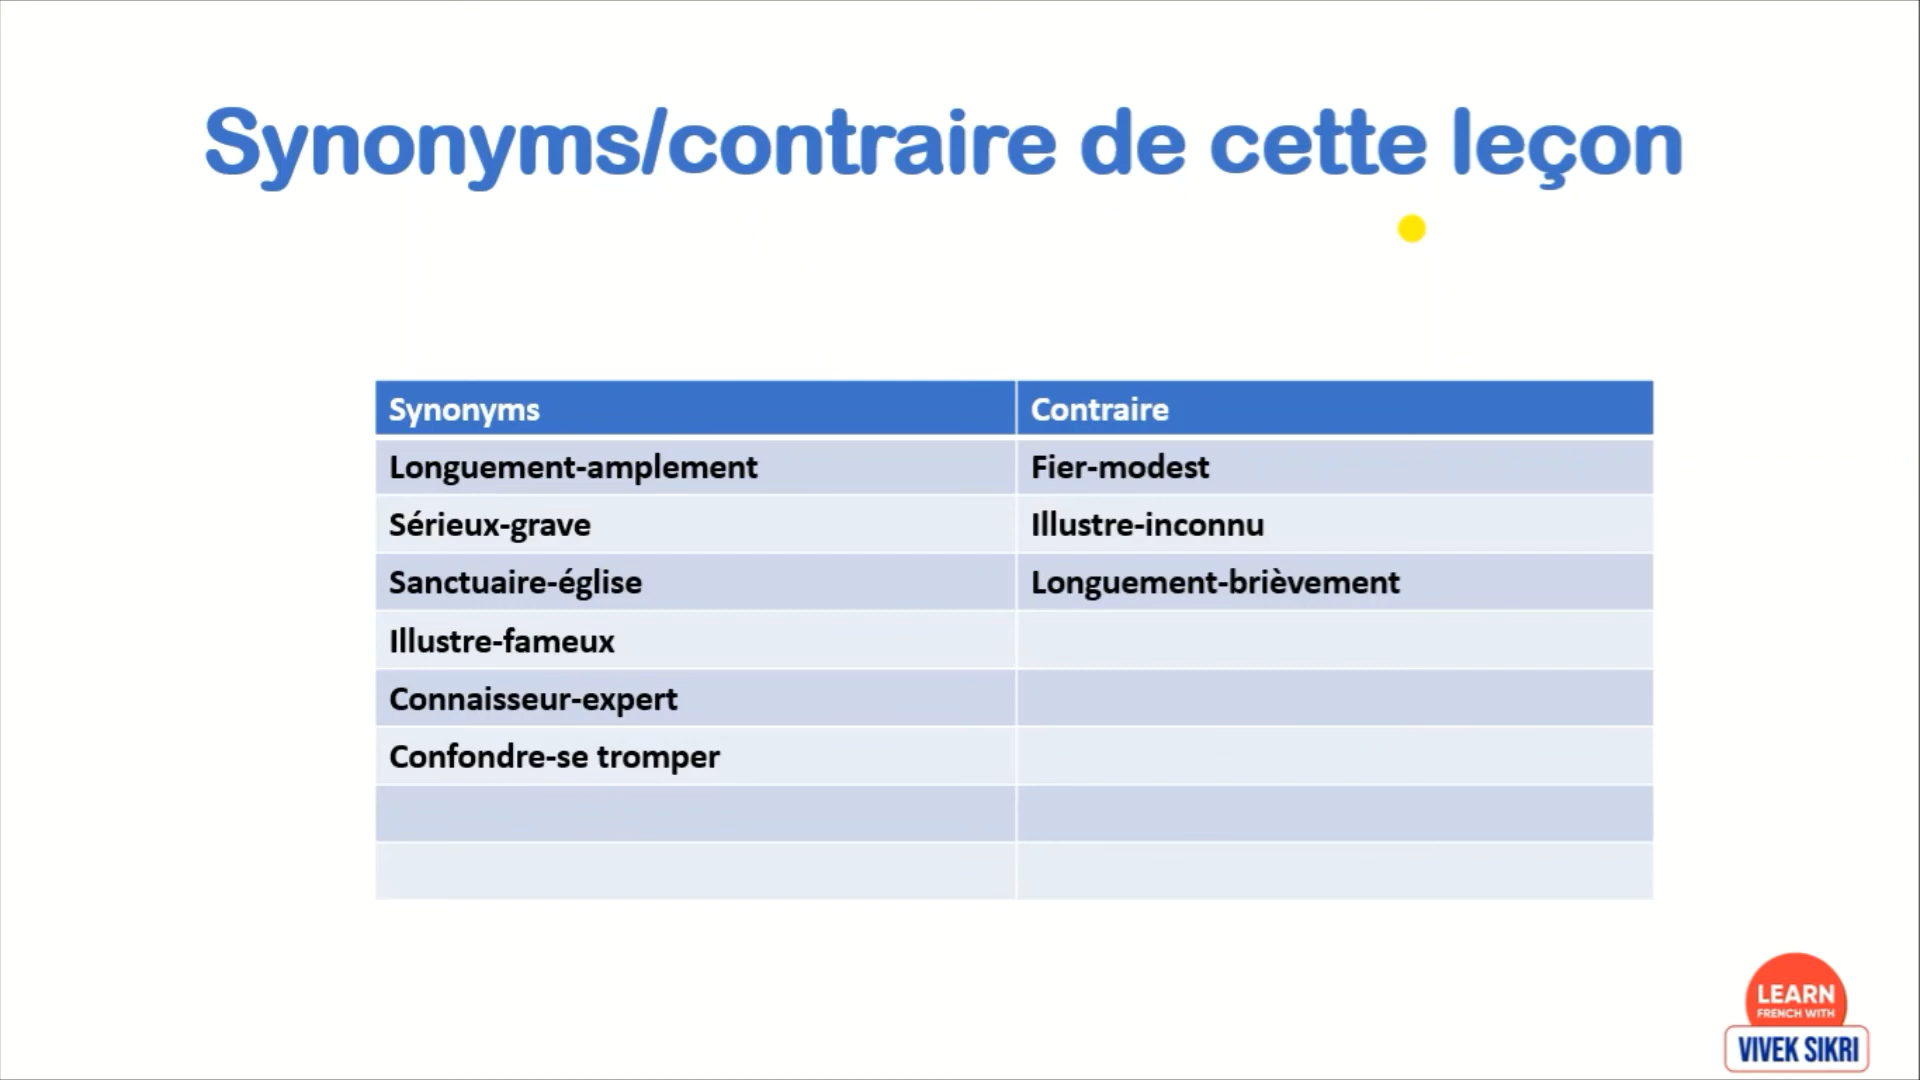 Synonyms/contraire de cette leçon
Synonyms Contraire
Longuement-amplement Fier-modest
Sérieux-grave Illustre-inconnu
Sanctuaire-église Longuement-brièvement
Illustre-fameux
Connaisseur-expert
Confondre-se tromper
LEARN
FRENCH WITH
VIVEK SIKRI